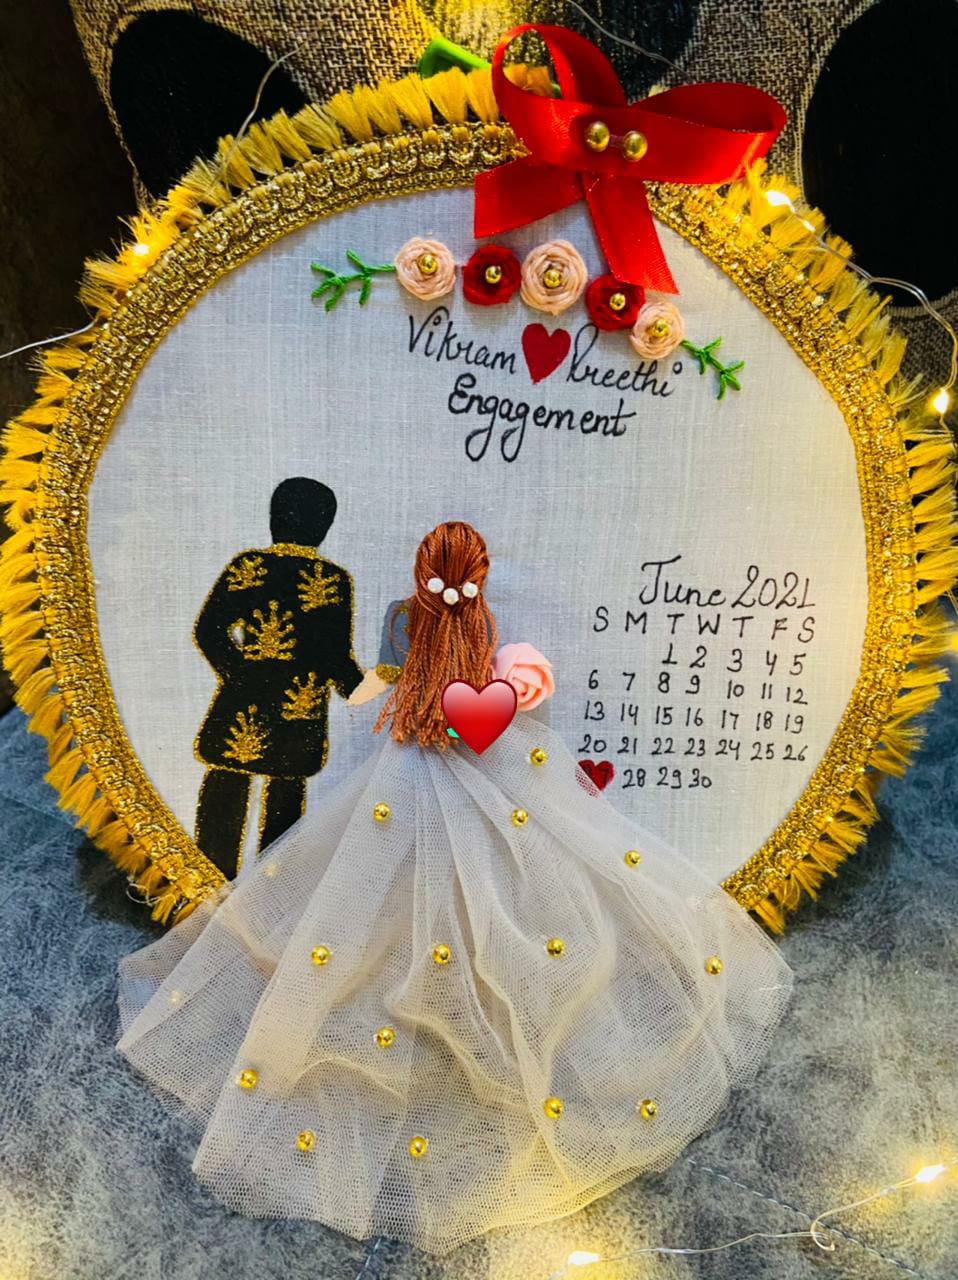 Vikram ❤ Preethi
Engagement
June 2021
S M T W T F S
1 2 3 4 5
6 7 8 9 10 11 12
13 14 15 16 17 18 19
20 21 22 23 24 25 26
❤ 28 29 30